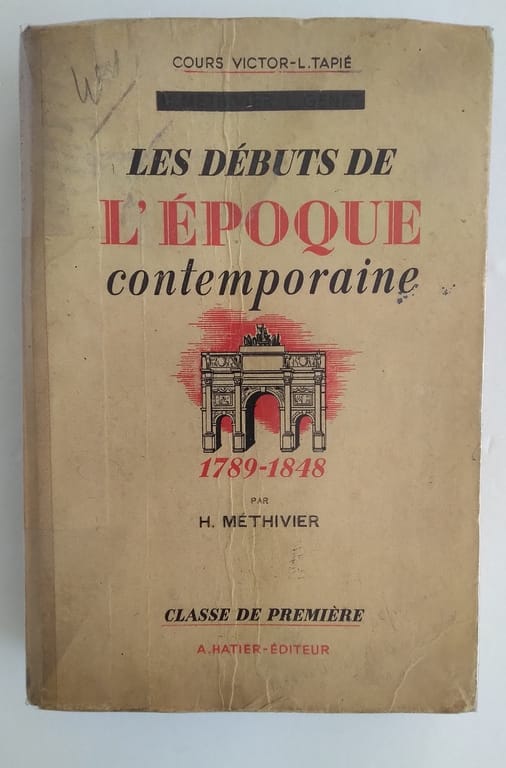 COURS VICTOR-L. TAPIÉ
LES DÉBUTS DE
L'ÉPOQUE
contemporaine
1789-1848
PAR
H. MÉTHIVIER
CLASSE DE PREMIÈRE
A. HATIER-ÉDITEUR